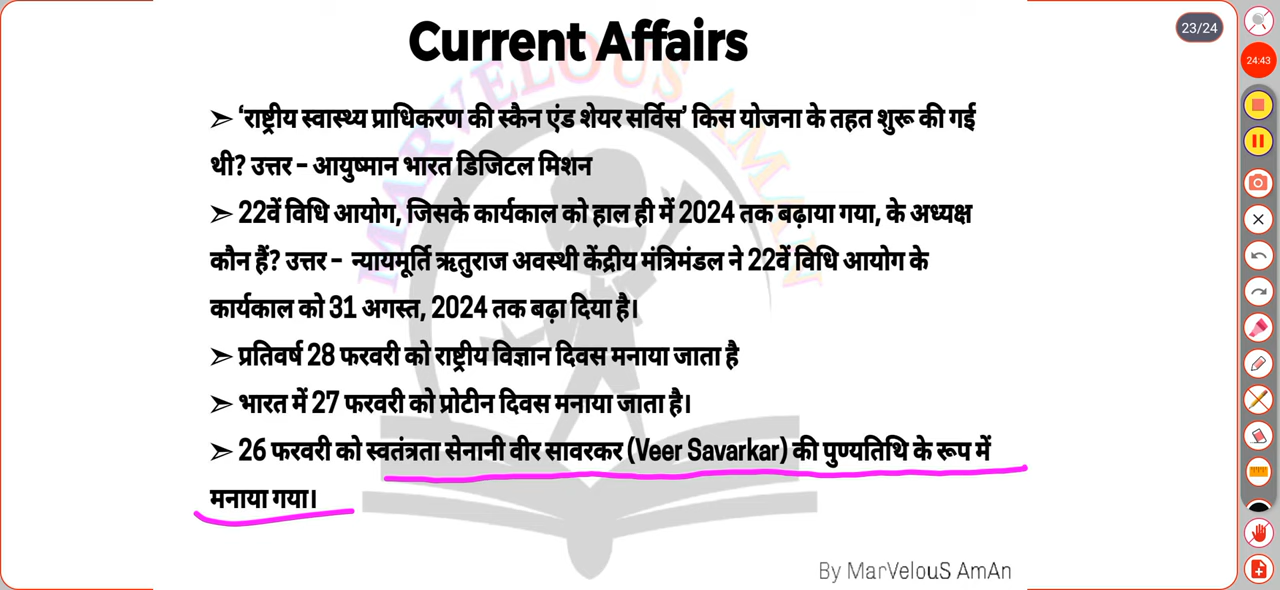 Current Affairs
23/24
24:43
MARVELOUS AMAN
➣ ‘राष्ट्रीय स्वास्थ्य प्राधिकरण की स्कैन एंड शेयर सर्विस’ किस योजना के तहत शुरू की गई
थी? उत्तर – आयुष्मान भारत डिजिटल मिशन
➣ 22वें विधि आयोग, जिसके कार्यकाल को हाल ही में 2024 तक बढ़ाया गया, के अध्यक्ष
कौन हैं? उत्तर – न्यायमूर्ति ऋतुराज अवस्थी केंद्रीय मंत्रिमंडल ने 22वें विधि आयोग के
कार्यकाल को 31 अगस्त, 2024 तक बढ़ा दिया है।
➣ प्रतिवर्ष 28 फरवरी को राष्ट्रीय विज्ञान दिवस मनाया जाता है
➣ भारत में 27 फरवरी को प्रोटीन दिवस मनाया जाता है।
➣ 26 फरवरी को स्वतंत्रता सेनानी वीर सावरकर (Veer Savarkar) की पुण्यतिथि के रूप में
मनाया गया।
By MarVelouS AmAn